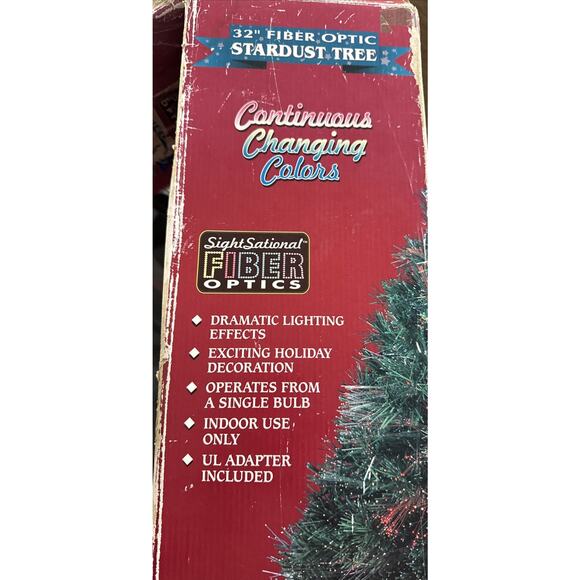 32" FIBER OPTIC
STARDUST TREE
Continuous
Changing
Colors
SightSational™
FIBER
OPTICS
◆ DRAMATIC LIGHTING
EFFECTS
◆ EXCITING HOLIDAY
DECORATION
◆ OPERATES FROM
A SINGLE BULB
◆ INDOOR USE
ONLY
◆ UL ADAPTER
INCLUDED